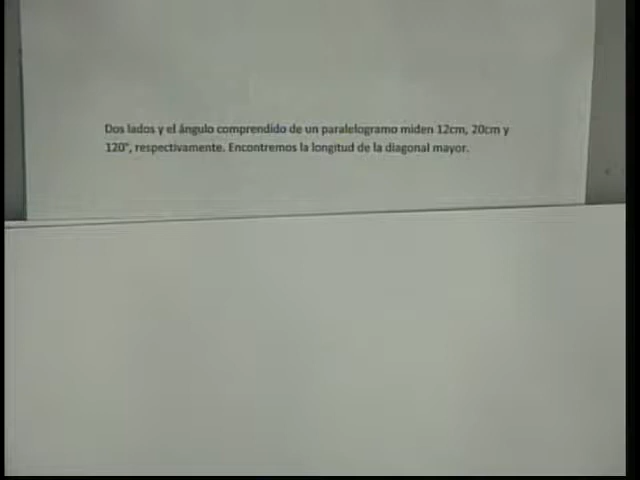 Dos lados y el ángulo comprendido de un paralelogramo miden 12cm, 20cm y
120°, respectivamente. Encontremos la longitud de la diagonal mayor.